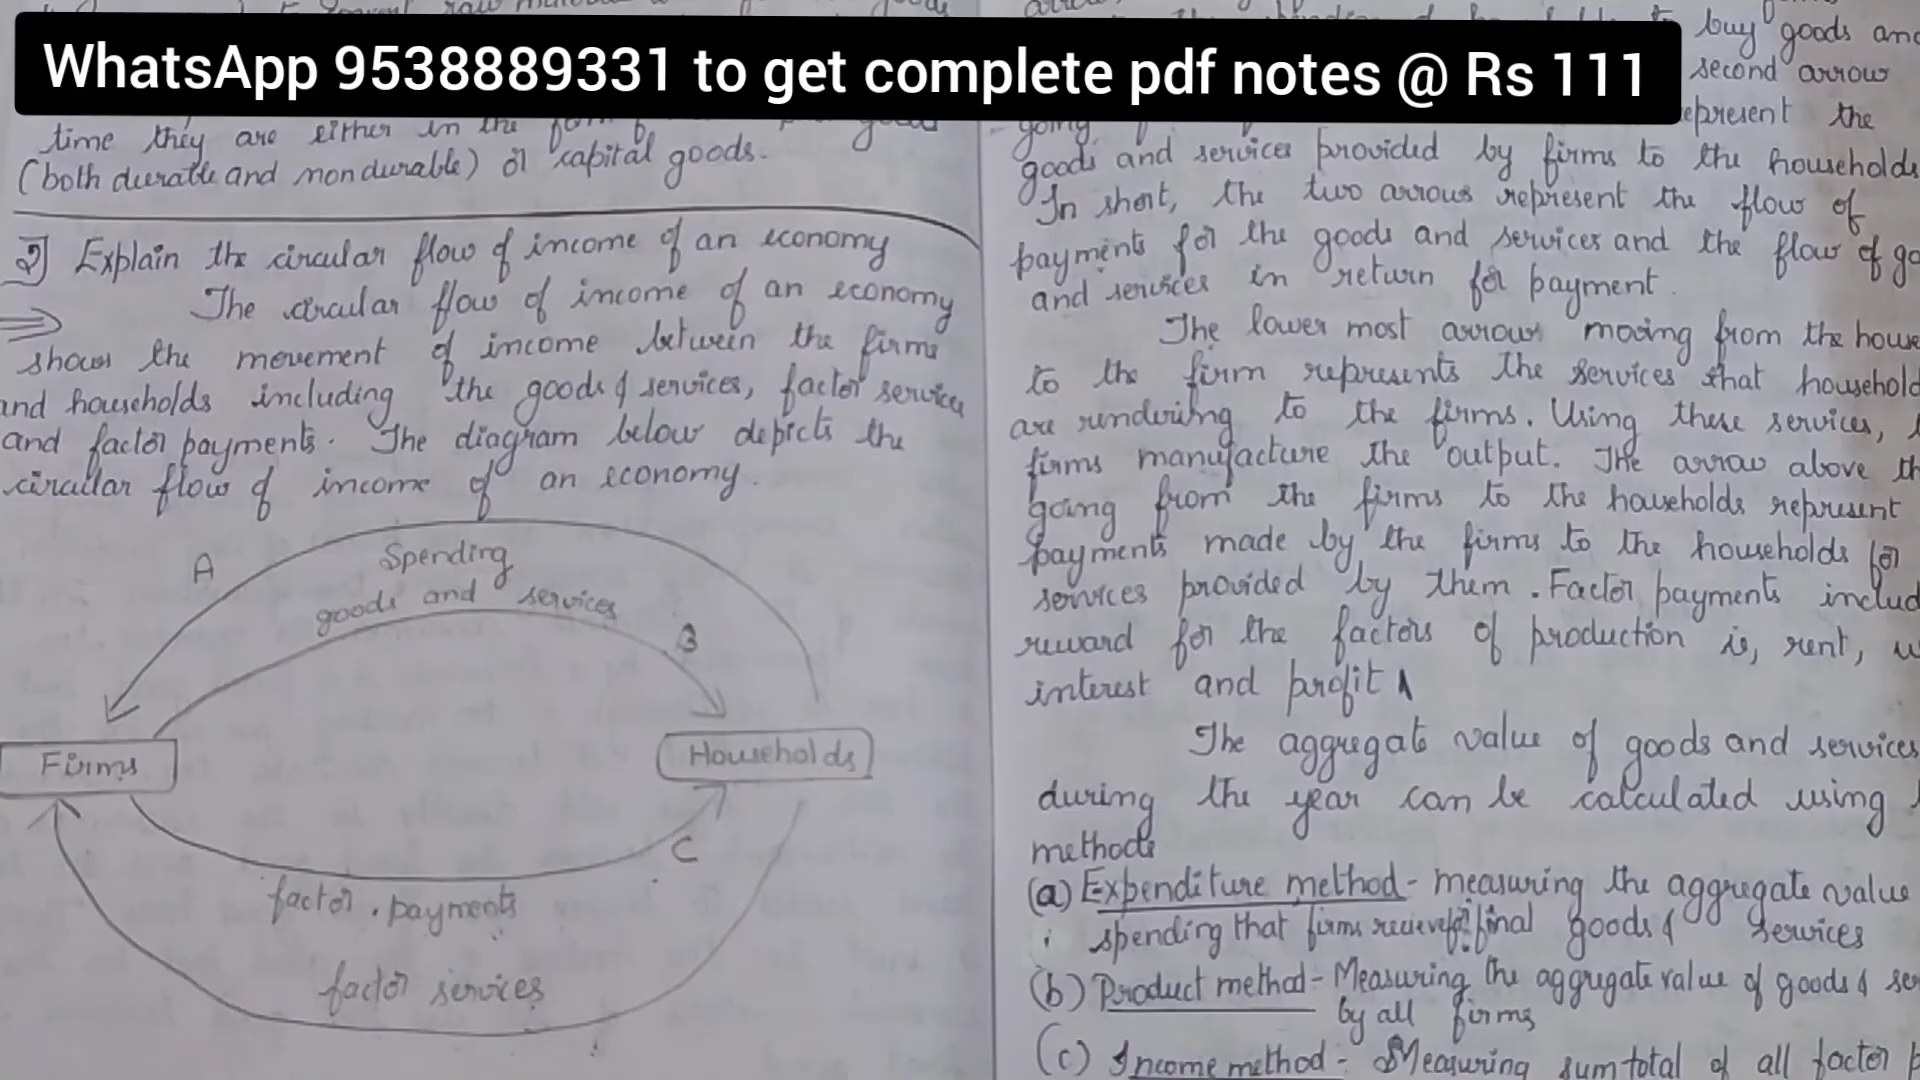 WhatsApp 9538889331 to get complete pdf notes @ Rs 111
time they are either in the
(both durable and nondurable) or capital goods.
2] Explain the circular flow of income of an economy
The circular flow of income of an economy
shows the movement of income between the firms
and households including the goods & services, factor services
and factor payments. The diagram below depicts the
circular flow of income of an economy.
A
Spending
goods and services
B
Firms
Households
C
factor payments
factor services
buy goods and
second arrow
represent the
going
goods and services provided by firms to the households
In short, the two arrows represent the flow of
payments for the goods and services and the flow of go
and services in return for payment.
The lower most arrows moving from the house
to the firm represents the services that household
are rendering to the firms. Using these services,
firms manufacture the output. The arrow above th
going from the firms to the households represent
payments made by the firms to the households for
services provided by them. Factor payments includ
reward for the factors of production is, rent, w
interest and profit
The aggregate value of goods and services
during the year can be calculated using
methods
(a) Expenditure method - measuring the aggregate value
spending that firms recieve for final goods & services
(b) Product method - Measuring the aggregate value of goods & ser
by all firms
(c) Income method - Measuring sum total of all factor p